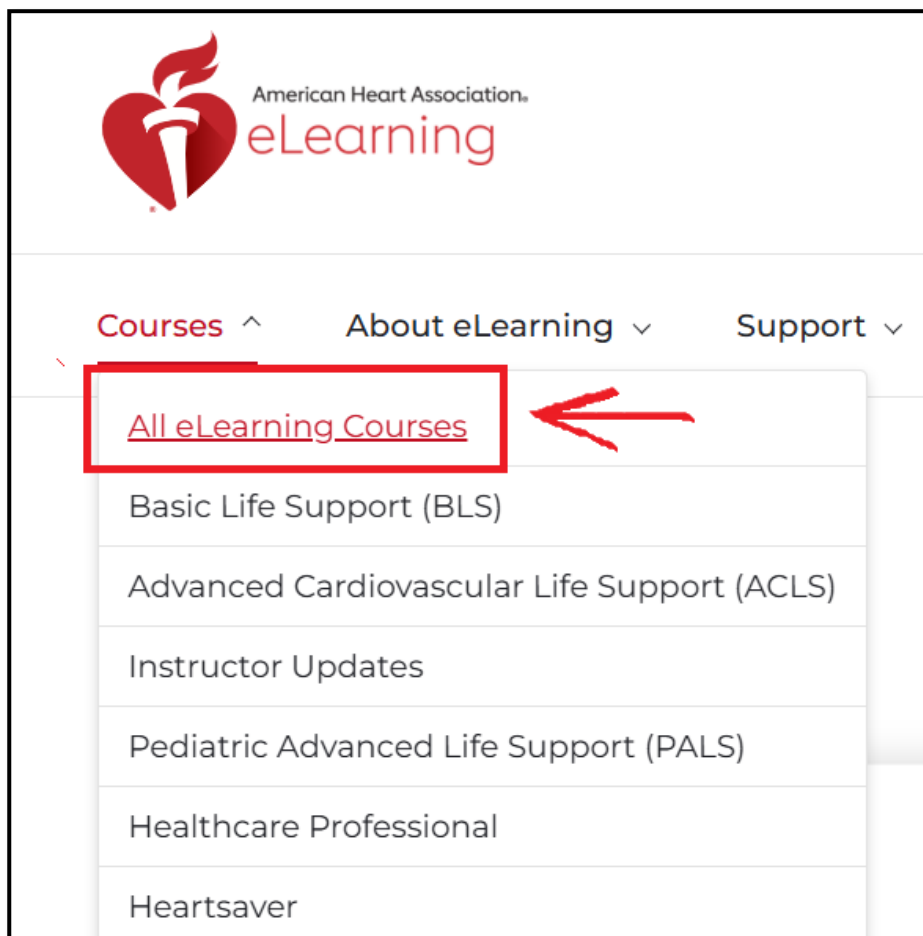 American Heart Association®
eLearning
Courses About eLearning Support
All eLearning Courses
Basic Life Support (BLS)
Advanced Cardiovascular Life Support (ACLS)
Instructor Updates
Pediatric Advanced Life Support (PALS)
Healthcare Professional
Heartsaver